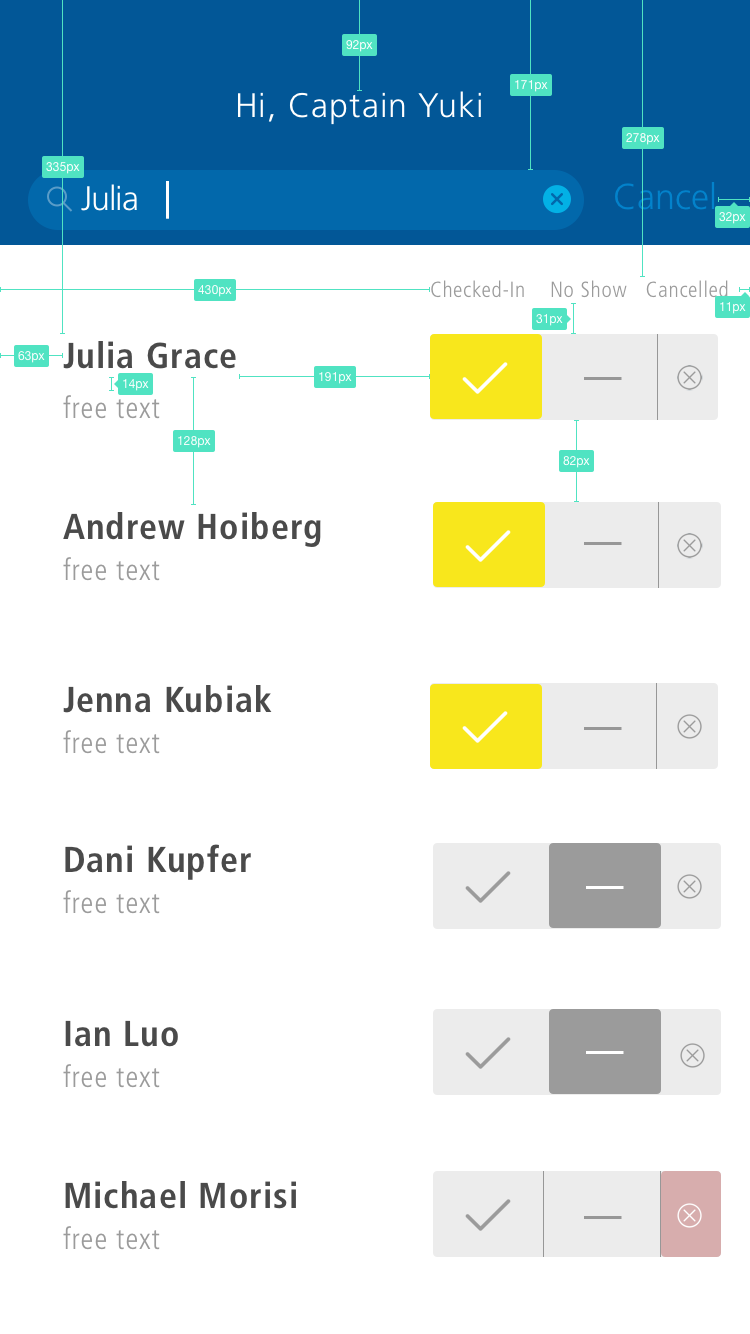 92px
171px
Hi, Captain Yuki
278px
335px
Julia
Cancel
32px
430px
Checked-In No Show Cancelled
11px
31px
Julia Grace
63px
191px
14px
free text
128px
82px
Andrew Hoiberg
free text
Jenna Kubiak
free text
Dani Kupfer
free text
Ian Luo
free text
Michael Morisi
free text